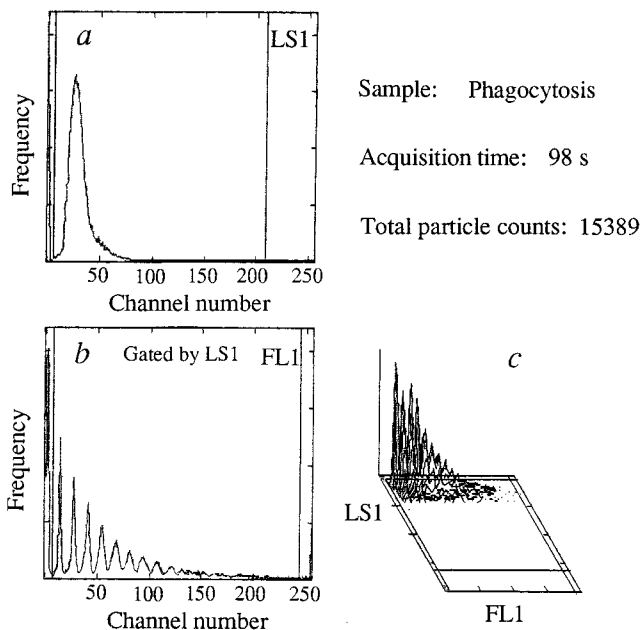 a LS1
Frequency
50 100 150 200 250
Channel number
Sample: Phagocytosis
Acquisition time: 98 s
Total particle counts: 15389
b Gated by LS1 FL1
Frequency
50 100 150 200 250
Channel number
c
LS1
FL1